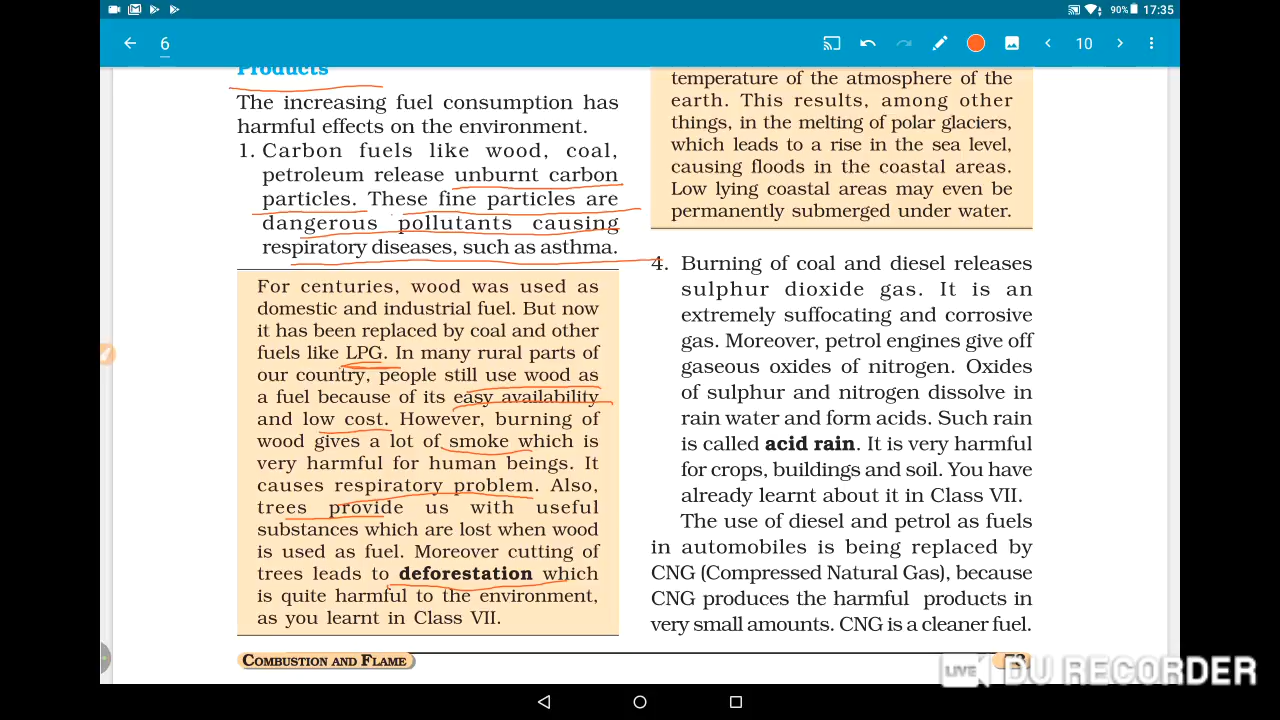 90% 17:35
6
10
Products
The increasing fuel consumption has
harmful effects on the environment.
1. Carbon fuels like wood, coal,
petroleum release unburnt carbon
particles. These fine particles are
dangerous pollutants causing
respiratory diseases, such as asthma.
For centuries, wood was used as
domestic and industrial fuel. But now
it has been replaced by coal and other
fuels like LPG. In many rural parts of
our country, people still use wood as
a fuel because of its easy availability
and low cost. However, burning of
wood gives a lot of smoke which is
very harmful for human beings. It
causes respiratory problem. Also,
trees provide us with useful
substances which are lost when wood
is used as fuel. Moreover cutting of
trees leads to deforestation which
is quite harmful to the environment,
as you learnt in Class VII.
temperature of the atmosphere of the
earth. This results, among other
things, in the melting of polar glaciers,
which leads to a rise in the sea level,
causing floods in the coastal areas.
Low lying coastal areas may even be
permanently submerged under water.
4. Burning of coal and diesel releases
sulphur dioxide gas. It is an
extremely suffocating and corrosive
gas. Moreover, petrol engines give off
gaseous oxides of nitrogen. Oxides
of sulphur and nitrogen dissolve in
rain water and form acids. Such rain
is called acid rain. It is very harmful
for crops, buildings and soil. You have
already learnt about it in Class VII.
The use of diesel and petrol as fuels
in automobiles is being replaced by
CNG (Compressed Natural Gas), because
CNG produces the harmful products in
very small amounts. CNG is a cleaner fuel.
COMBUSTION AND FLAME
LIVE DU RECORDER